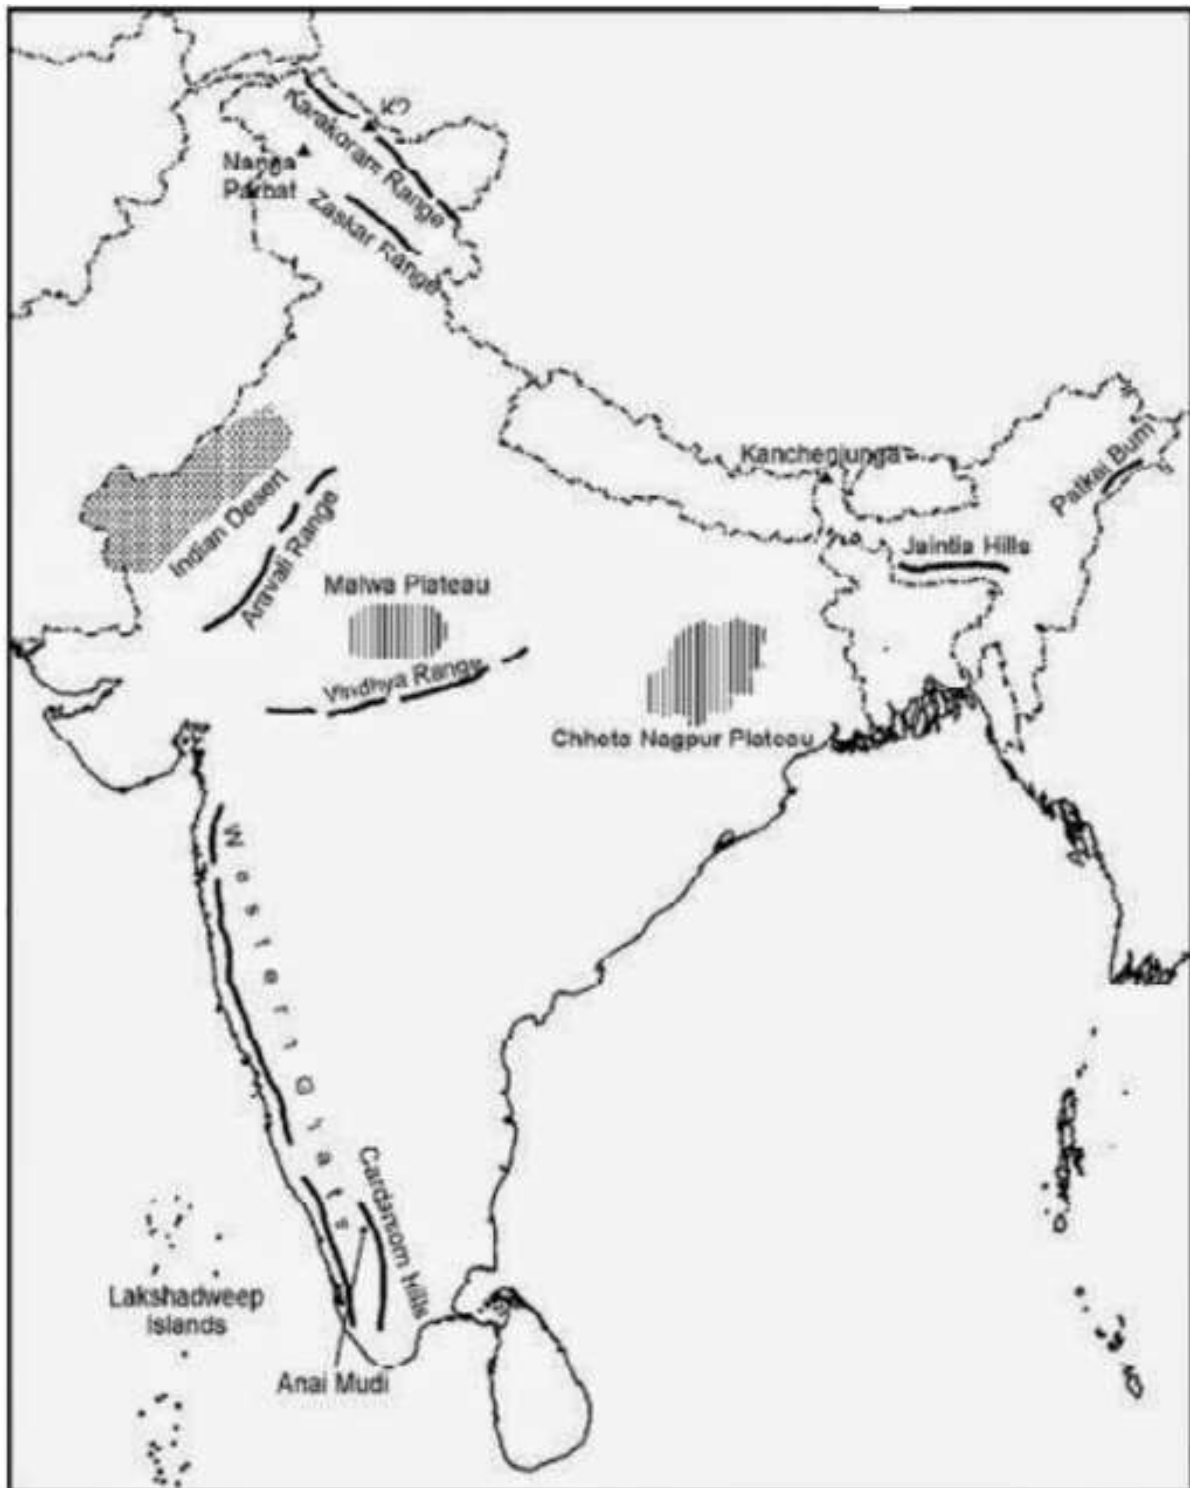 K2
Karakoram Range
Nanga
Parbat
Zaskar Range
Kanchenjunga
Patkai Bum
Indian Desert
Aravali Range
Jaintia Hills
Malwa Plateau
Vindhya Range
Chhota Nagpur Plateau
Western Ghats
Cardamom Hills
Lakshadweep
Islands
Anai Mudi